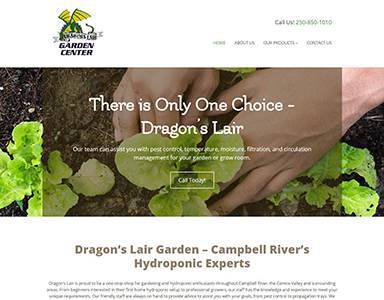 DRAGON'S LAIR
GARDEN
CENTER
Call Us! 250-850-1010
HOME ABOUT US OUR PRODUCTS CONTACT US
There is Only One Choice -
Dragon's Lair
Our team can assist you with pest control, temperature, moisture, filtration, and circulation
management for your garden or grow room.
Call Today!
Dragon's Lair Garden – Campbell River's
Hydroponic Experts
Dragon's Lair is proud to be a one-stop-shop for gardening and hydroponics enthusiasts throughout Campbell River, the Comox Valley and surrounding
areas. From beginners interested in their first home hydroponic setup to professional growers, our staff has the knowledge and experience to meet your
unique requirements. Our friendly staff are always on hand to provide advice to assist you with your goals, from pest control to propagation trays. We